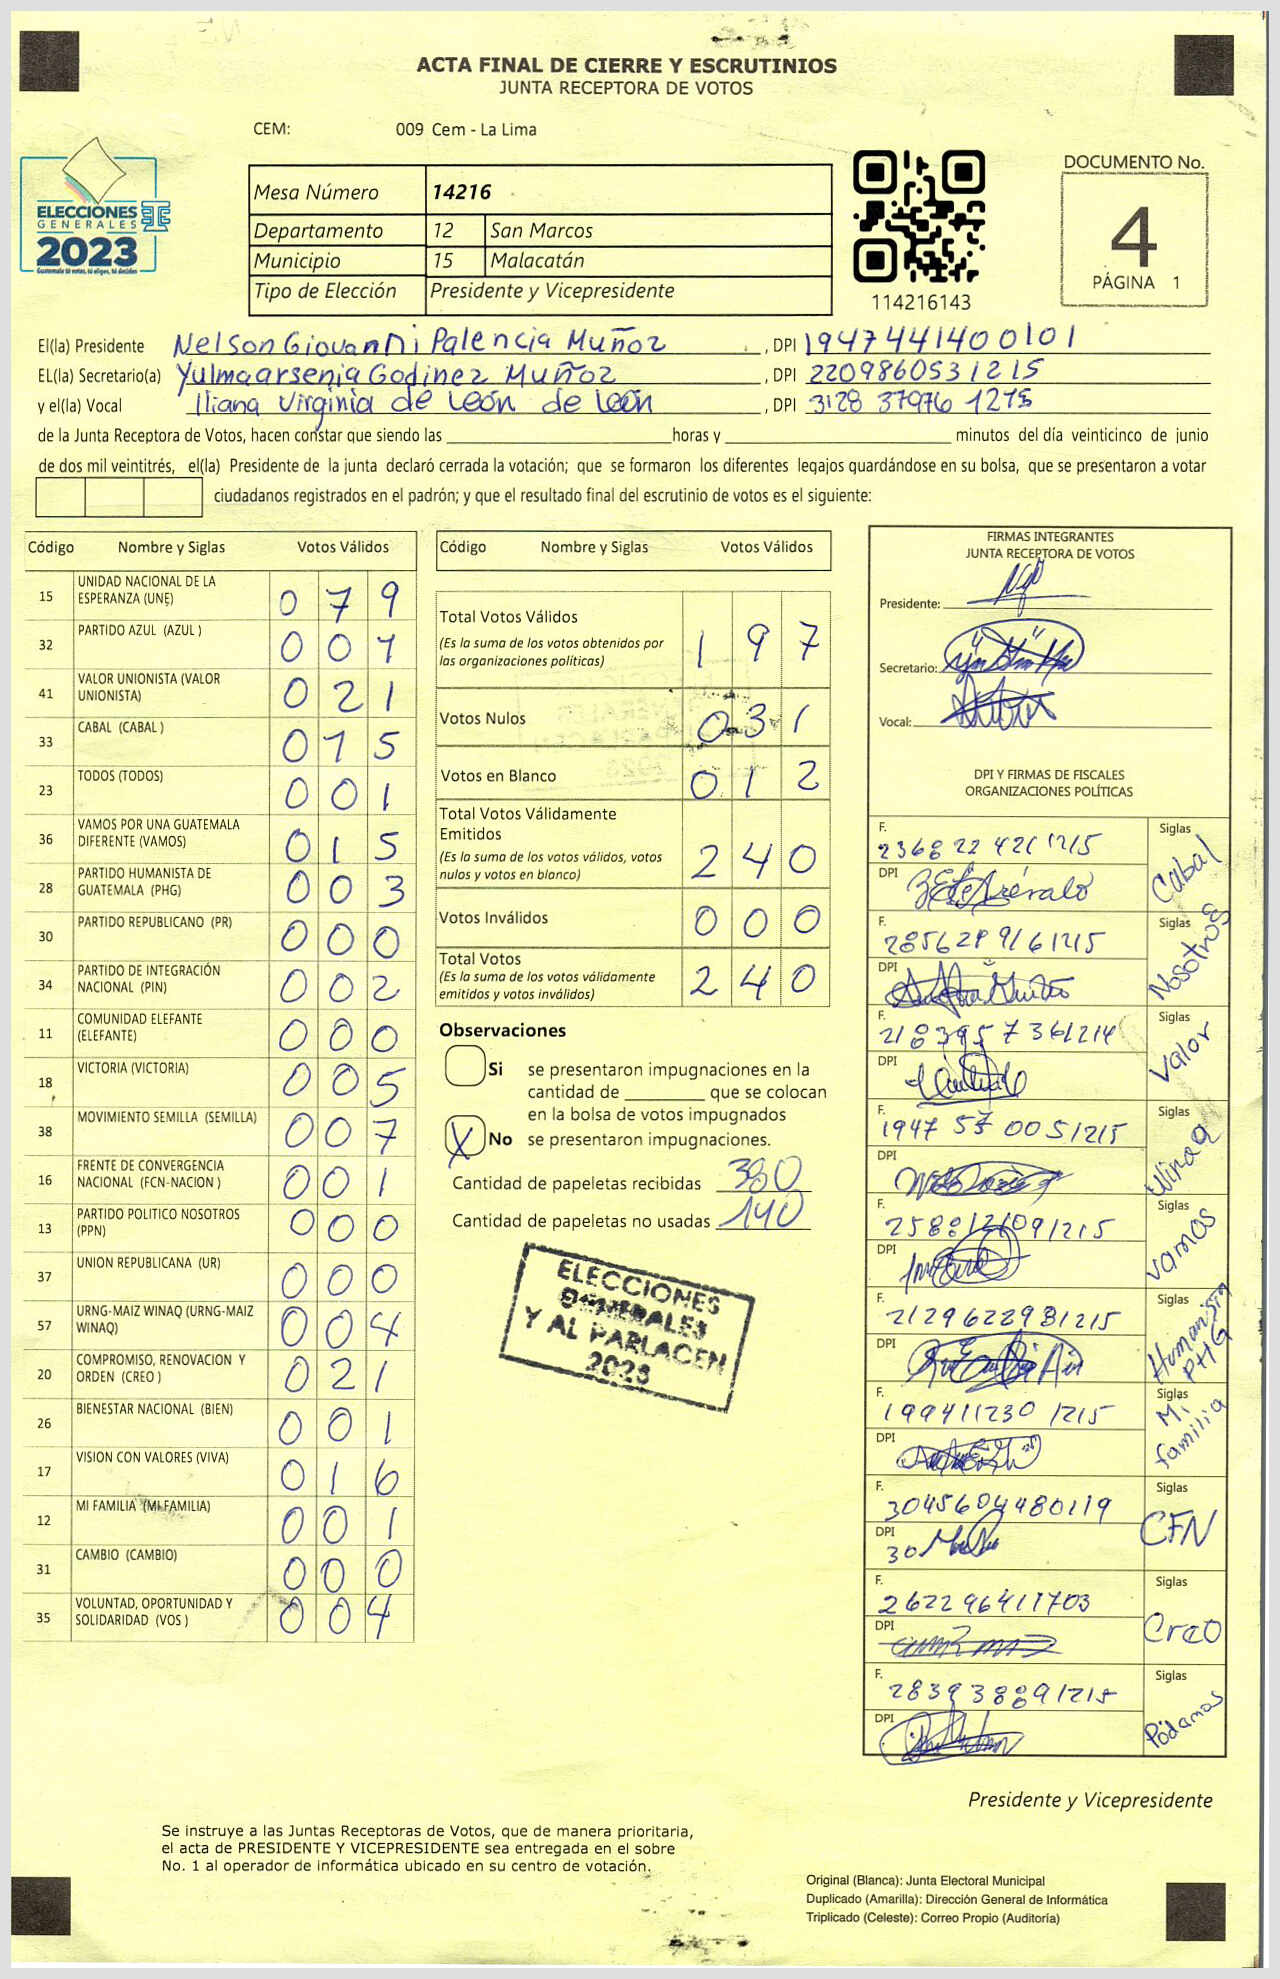 ACTA FINAL DE CIERRE Y ESCRUTINIOS
JUNTA RECEPTORA DE VOTOS
CEM: 009 Cem - La Lima
ELECCIONES
GENERALES
2023
Guatemala tú votas, tú eliges, tú decides
Mesa Número 14216
Departamento 12 San Marcos
Municipio 15 Malacatán
Tipo de Elección Presidente y Vicepresidente
114216143
DOCUMENTO No.
4
PÁGINA 1
El(la) Presidente Nelson Giovanni Palencia Muñoz, DPI 1947441400101
EL(la) Secretario(a) Yulmaarsenia Godinez Muñoz, DPI 2209860531215
y el(la) Vocal Iliana Virginia de León de León, DPI 3128 37976 1215
de la Junta Receptora de Votos, hacen constar que siendo las horas y minutos del día veinticinco de junio
de dos mil veintitrés, el(la) Presidente de la junta declaró cerrada la votación; que se formaron los diferentes legajos guardándose en su bolsa, que se presentaron a votar
ciudadanos registrados en el padrón; y que el resultado final del escrutinio de votos es el siguiente:
Código Nombre y Siglas Votos Válidos
15 UNIDAD NACIONAL DE LA ESPERANZA (UNE) 0 7 9
32 PARTIDO AZUL (AZUL ) 0 0 1
41 VALOR UNIONISTA (VALOR UNIONISTA) 0 2 1
33 CABAL (CABAL ) 0 1 5
23 TODOS (TODOS) 0 0 1
36 VAMOS POR UNA GUATEMALA DIFERENTE (VAMOS) 0 1 5
28 PARTIDO HUMANISTA DE GUATEMALA (PHG) 0 0 3
30 PARTIDO REPUBLICANO (PR) 0 0 0
34 PARTIDO DE INTEGRACIÓN NACIONAL (PIN) 0 0 2
11 COMUNIDAD ELEFANTE (ELEFANTE) 0 0 0
18 VICTORIA (VICTORIA) 0 0 5
38 MOVIMIENTO SEMILLA (SEMILLA) 0 0 7
16 FRENTE DE CONVERGENCIA NACIONAL (FCN-NACION ) 0 0 1
13 PARTIDO POLITICO NOSOTROS (PPN) 0 0 0
37 UNION REPUBLICANA (UR) 0 0 0
57 URNG-MAIZ WINAQ (URNG-MAIZ WINAQ) 0 0 4
20 COMPROMISO, RENOVACION Y ORDEN (CREO ) 0 2 1
26 BIENESTAR NACIONAL (BIEN) 0 0 1
17 VISION CON VALORES (VIVA) 0 1 6
12 MI FAMILIA (MI FAMILIA) 0 0 1
31 CAMBIO (CAMBIO) 0 0 0
35 VOLUNTAD, OPORTUNIDAD Y SOLIDARIDAD (VOS ) 0 0 4
Código Nombre y Siglas Votos Válidos
Total Votos Válidos 1 9 7
(Es la suma de los votos obtenidos por
las organizaciones políticas)
Votos Nulos 0 3 1
Votos en Blanco 0 1 2
Total Votos Válidamente
Emitidos 2 4 0
(Es la suma de los votos válidos, votos
nulos y votos en blanco)
Votos Inválidos 0 0 0
Total Votos 2 4 0
(Es la suma de los votos válidamente
emitidos y votos inválidos)
Observaciones
Si se presentaron impugnaciones en la
cantidad de que se colocan
en la bolsa de votos impugnados
X No se presentaron impugnaciones.
Cantidad de papeletas recibidas 380
Cantidad de papeletas no usadas 140
ELECCIONES
GENERALES
Y AL PARLACEN
2023
FIRMAS INTEGRANTES
JUNTA RECEPTORA DE VOTOS
Presidente:
Secretario:
Vocal:
DPI Y FIRMAS DE FISCALES
ORGANIZACIONES POLÍTICAS
F. 236822 421 1215 Siglas Cabal
DPI
F. 2856289161215 Siglas Nosotros
DPI
F. 2183957361214 Siglas Valor
DPI
F. 1947 57 0051215 Siglas Winaq
DPI
F. 2588121091215 Siglas Vamos
DPI
F. 2129622981215 Siglas Humanista PHG
DPI
F. 199411230 1215 Siglas Mi familia
DPI
F. 3045604480119 Siglas CFN
DPI 30
F. 2622964111703 Siglas Creo
DPI
F. 2839388891215 Siglas Pódamos
DPI
Presidente y Vicepresidente
Se instruye a las Juntas Receptoras de Votos, que de manera prioritaria,
el acta de PRESIDENTE Y VICEPRESIDENTE sea entregada en el sobre
No. 1 al operador de informática ubicado en su centro de votación.
Original (Blanca): Junta Electoral Municipal
Duplicado (Amarilla): Dirección General de Informática
Triplicado (Celeste): Correo Propio (Auditoría)